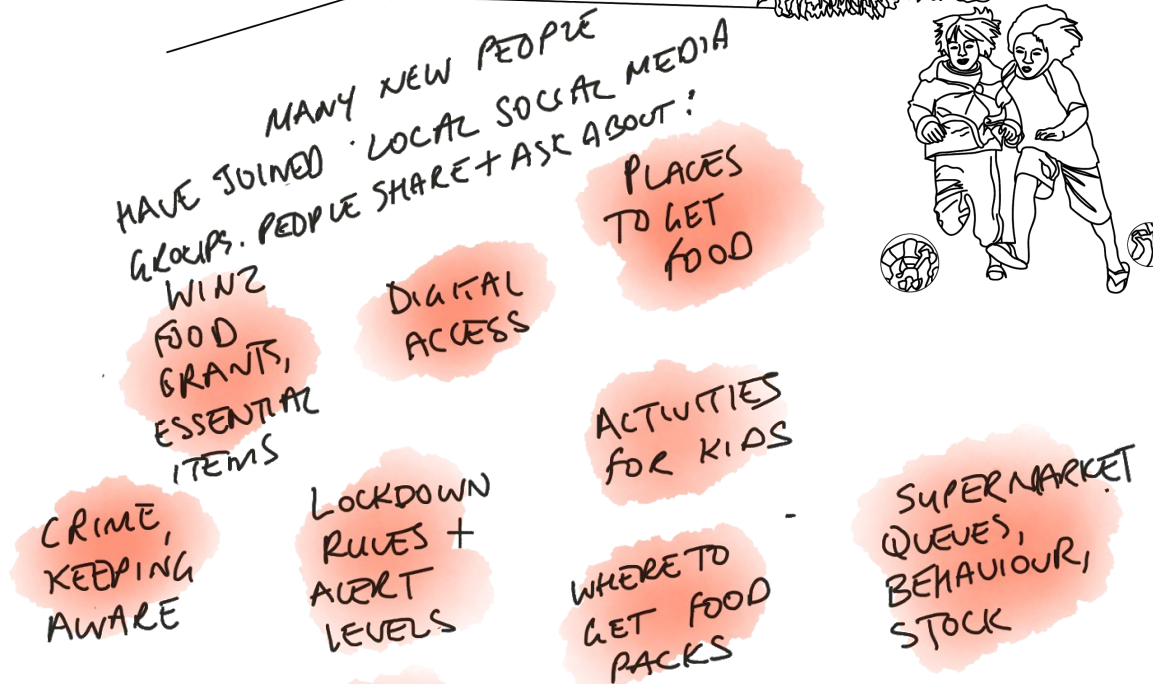 MANY NEW PEOPLE
HAVE JOINED LOCAL SOCIAL MEDIA
GROUPS. PEOPLE SHARE + ASK ABOUT:
PLACES
TO GET
FOOD
WINZ
FOOD
GRANTS,
ESSENTIAL
ITEMS
DIGITAL
ACCESS
ACTIVITIES
FOR KIDS
CRIME,
KEEPING
AWARE
LOCKDOWN
RULES +
ALERT
LEVELS
WHERE TO
GET FOOD
PACKS
SUPERMARKET
QUEUES,
BEHAVIOUR,
STOCK